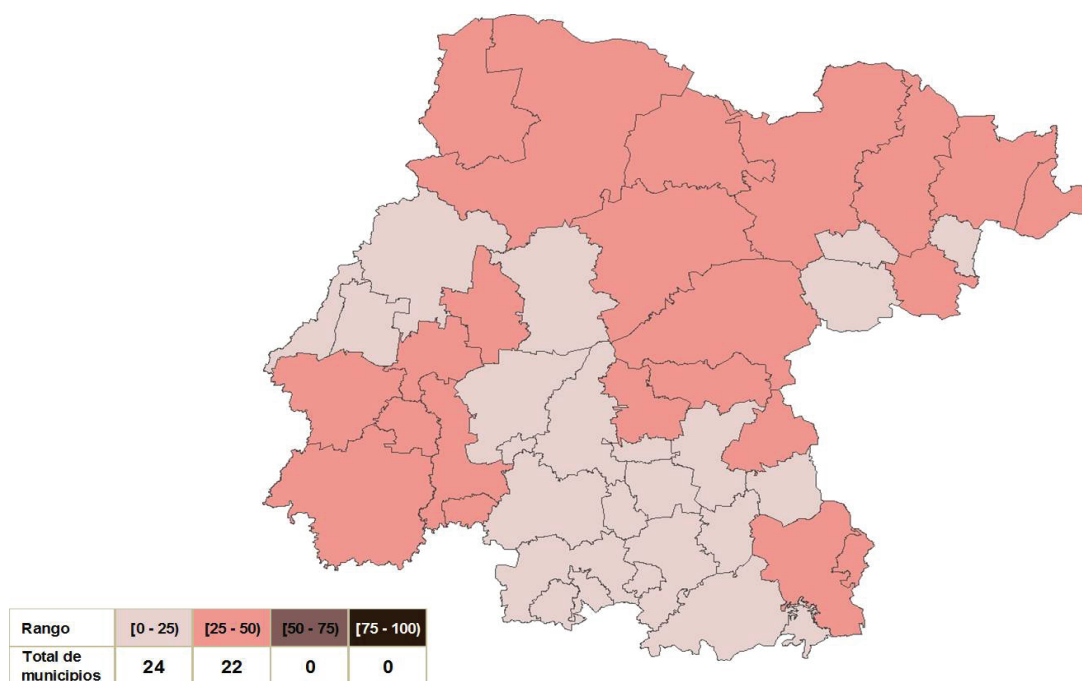 Rango [0 - 25) [25 - 50) [50 - 75) [75 - 100)
Total de municipios 24 22 0 0